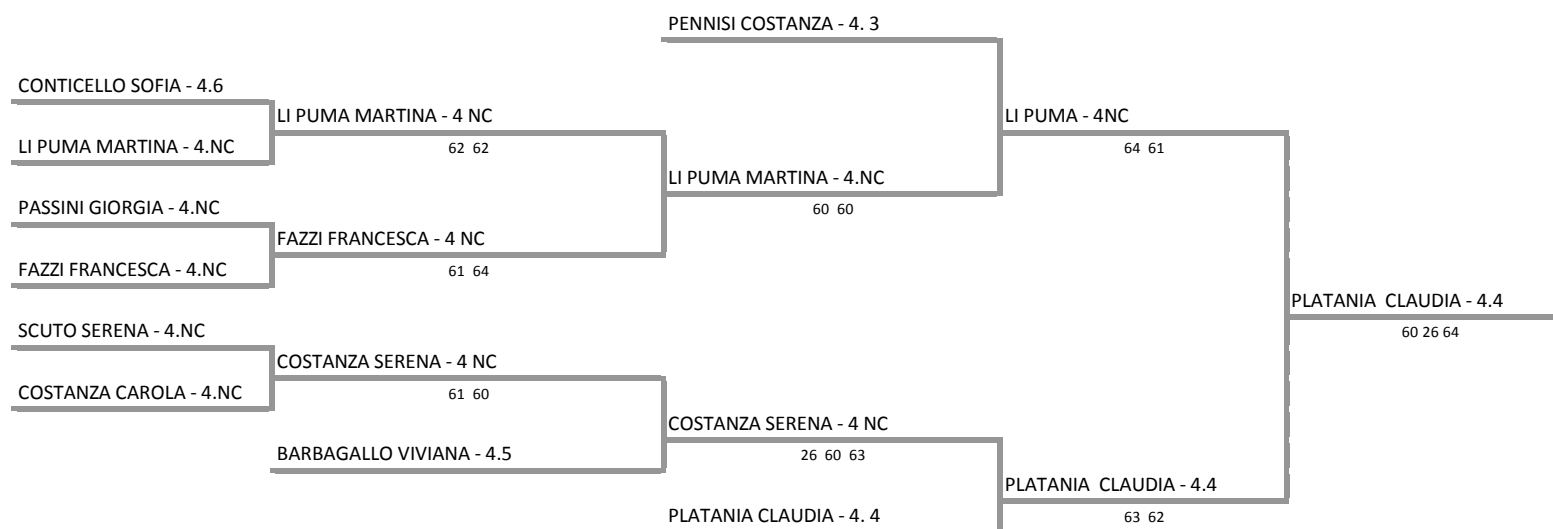 PENNISI COSTANZA - 4. 3
CONTICELLO SOFIA - 4.6
LI PUMA MARTINA - 4 NC
LI PUMA - 4NC
LI PUMA MARTINA - 4.NC
62 62
64 61
LI PUMA MARTINA - 4.NC
PASSINI GIORGIA - 4.NC
60 60
FAZZI FRANCESCA - 4 NC
FAZZI FRANCESCA - 4.NC
61 64
PLATANIA CLAUDIA - 4.4
SCUTO SERENA - 4.NC
60 26 64
COSTANZA SERENA - 4 NC
COSTANZA CAROLA - 4.NC
61 60
COSTANZA SERENA - 4 NC
BARBAGALLO VIVIANA - 4.5
26 60 63
PLATANIA CLAUDIA - 4.4
PLATANIA CLAUDIA - 4. 4
63 62